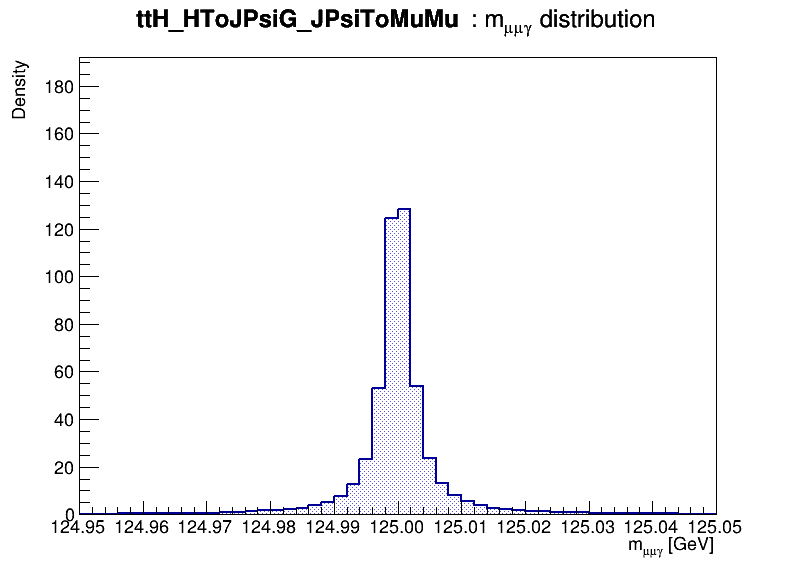 ttH_HToJPsiG_JPsiToMuMu : mμμγ distribution
Density
180
160
140
120
100
80
60
40
20
0
124.95 124.96 124.97 124.98 124.99 125.00 125.01 125.02 125.03 125.04 125.05
mμμγ [GeV]